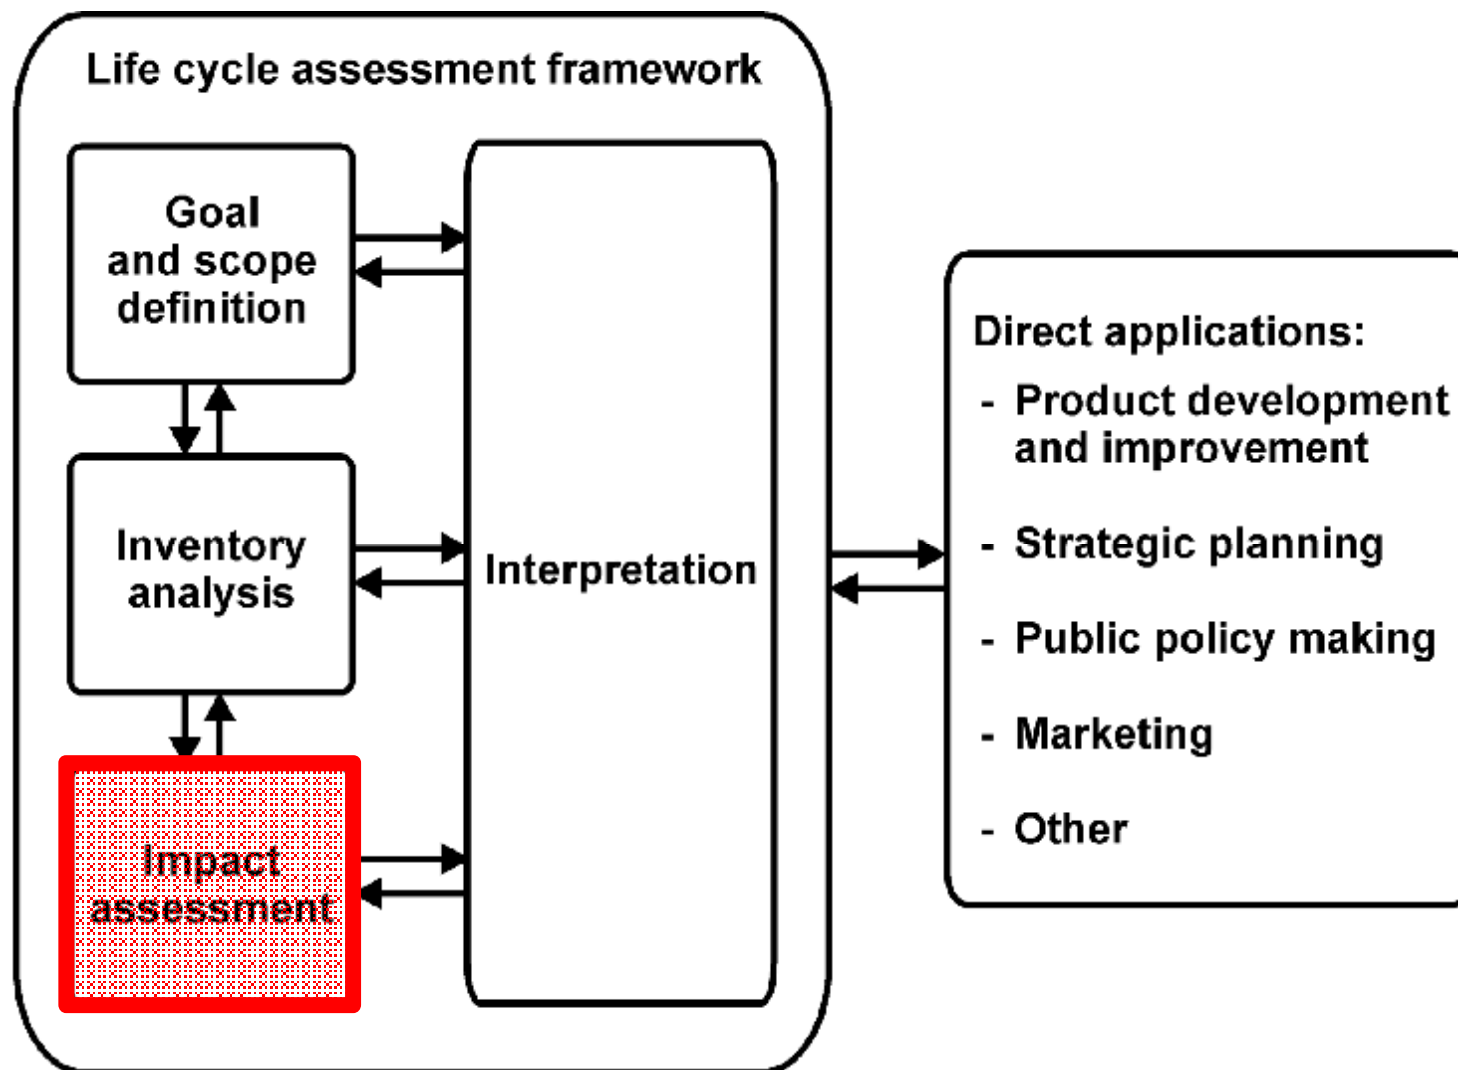 Life cycle assessment framework
Goal
and scope
definition
Inventory
analysis
Impact
assessment
Interpretation
Direct applications:
- Product development
and improvement
- Strategic planning
- Public policy making
- Marketing
- Other